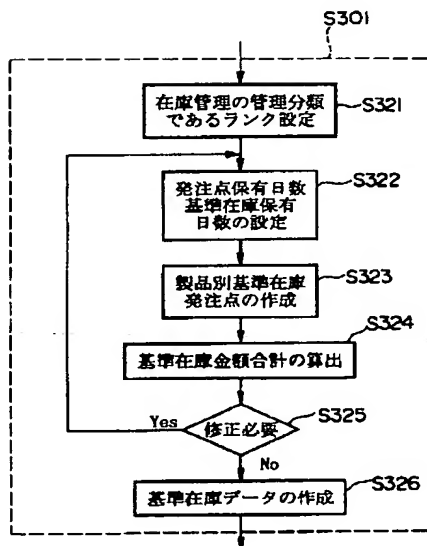 S301
在庫管理の管理分類
であるランク設定
S321
発注点保有日数
基準在庫保有
日数の設定
S322
製品別基準在庫
発注点の作成
S323
基準在庫金額合計の算出
S324
修正必要
S325
Yes
No
基準在庫データの作成
S326